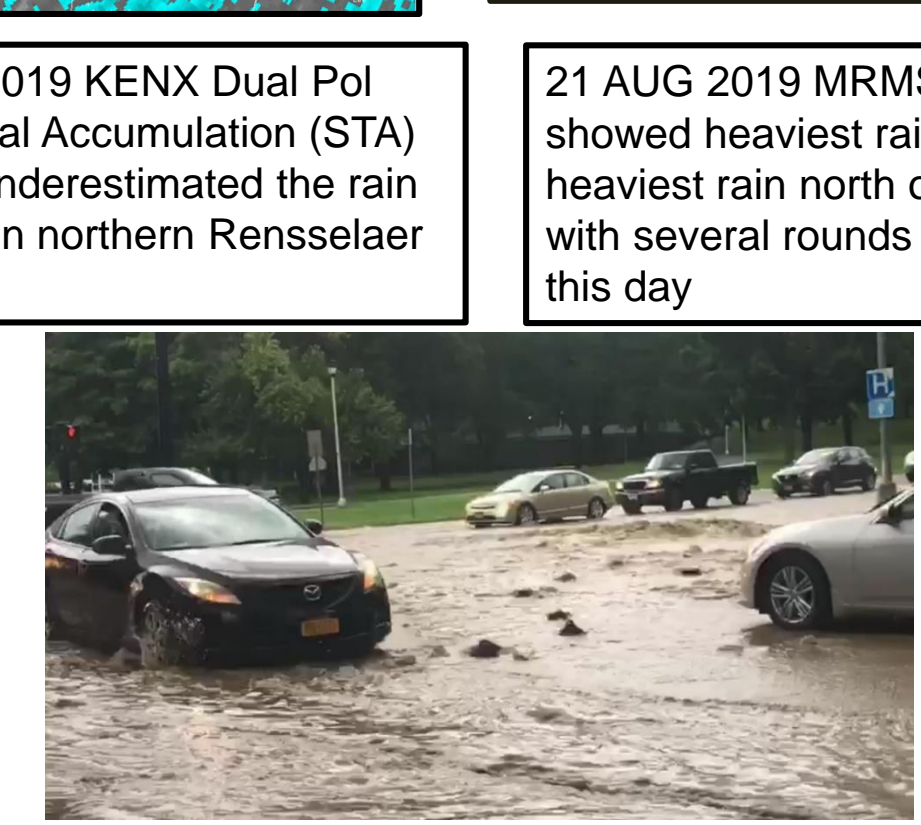 019 KENX Dual Pol
al Accumulation (STA)
nderestimated the rain
n northern Rensselaer
21 AUG 2019 MRMS
showed heaviest rai
heaviest rain north o
with several rounds
this day
H